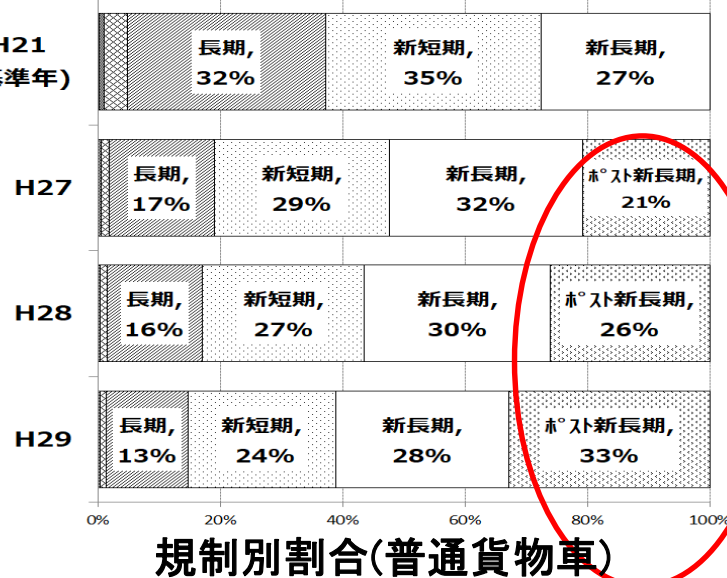 H21
基準年)
長期,
32%
新短期,
35%
新長期,
27%
H27
長期,
17%
新短期,
29%
新長期,
32%
ﾎﾟｽﾄ新長期,
21%
H28
長期,
16%
新短期,
27%
新長期,
30%
ﾎﾟｽﾄ新長期,
26%
H29
長期,
13%
新短期,
24%
新長期,
28%
ﾎﾟｽﾄ新長期,
33%
0% 20% 40% 60% 80% 100%
規制別割合(普通貨物車)